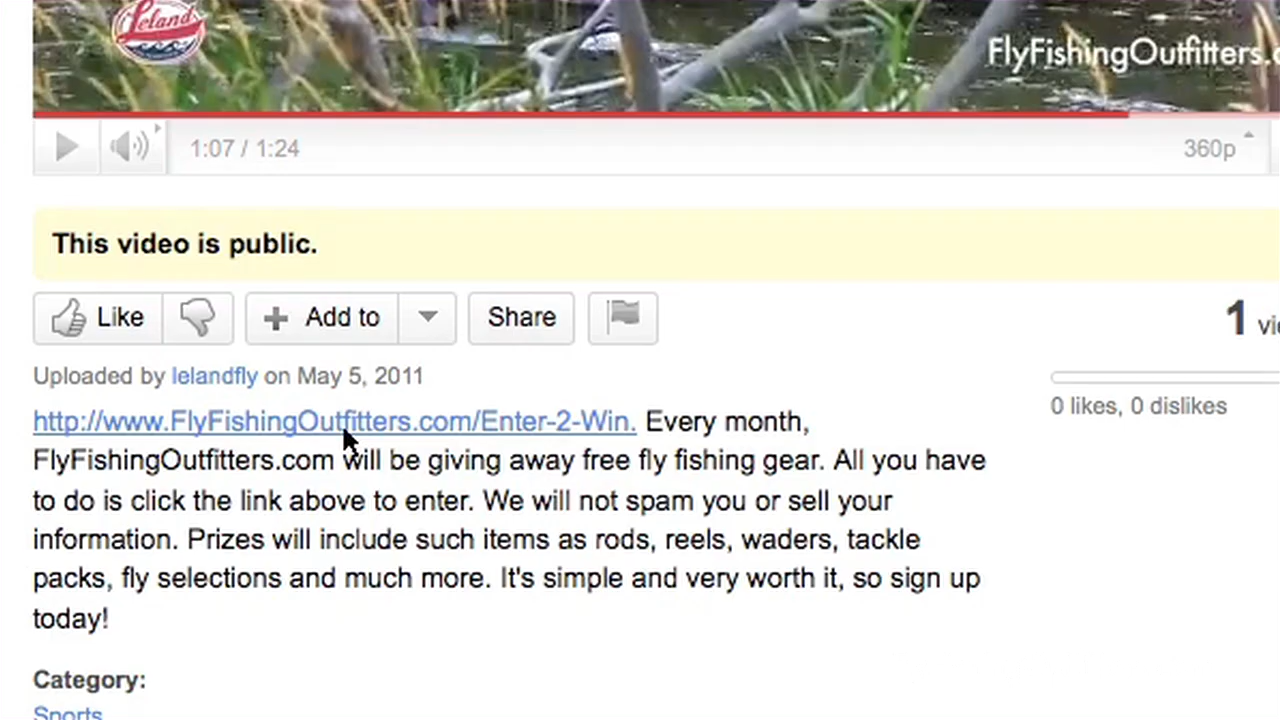 Leland
FlyFishingOutfitters.c
1:07 / 1:24
360p
This video is public.
Like
Add to
Share
1 vie
Uploaded by lelandfly on May 5, 2011
0 likes, 0 dislikes
http://www.FlyFishingOutfitters.com/Enter-2-Win. Every month,
FlyFishingOutfitters.com will be giving away free fly fishing gear. All you have
to do is click the link above to enter. We will not spam you or sell your
information. Prizes will include such items as rods, reels, waders, tackle
packs, fly selections and much more. It's simple and very worth it, so sign up
today!
Category:
Sports